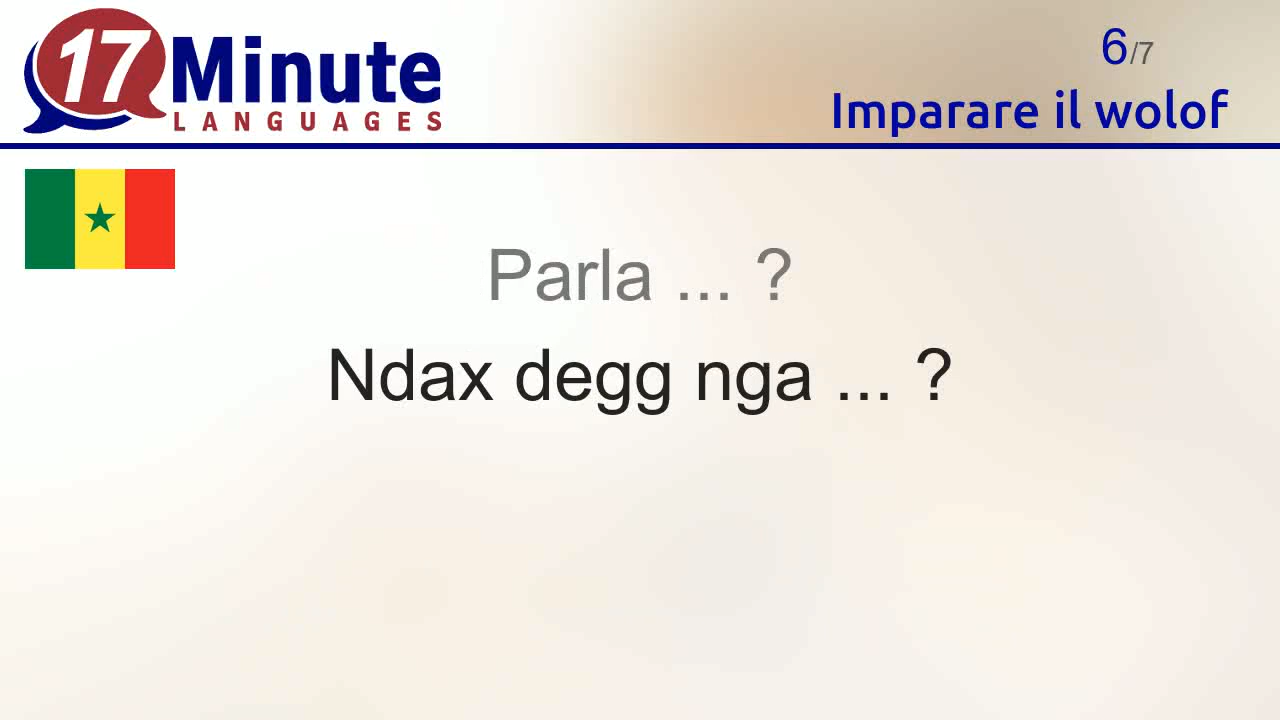 17 Minute
LANGUAGES
6/7
Imparare il wolof
Parla ... ?
Ndax degg nga ... ?